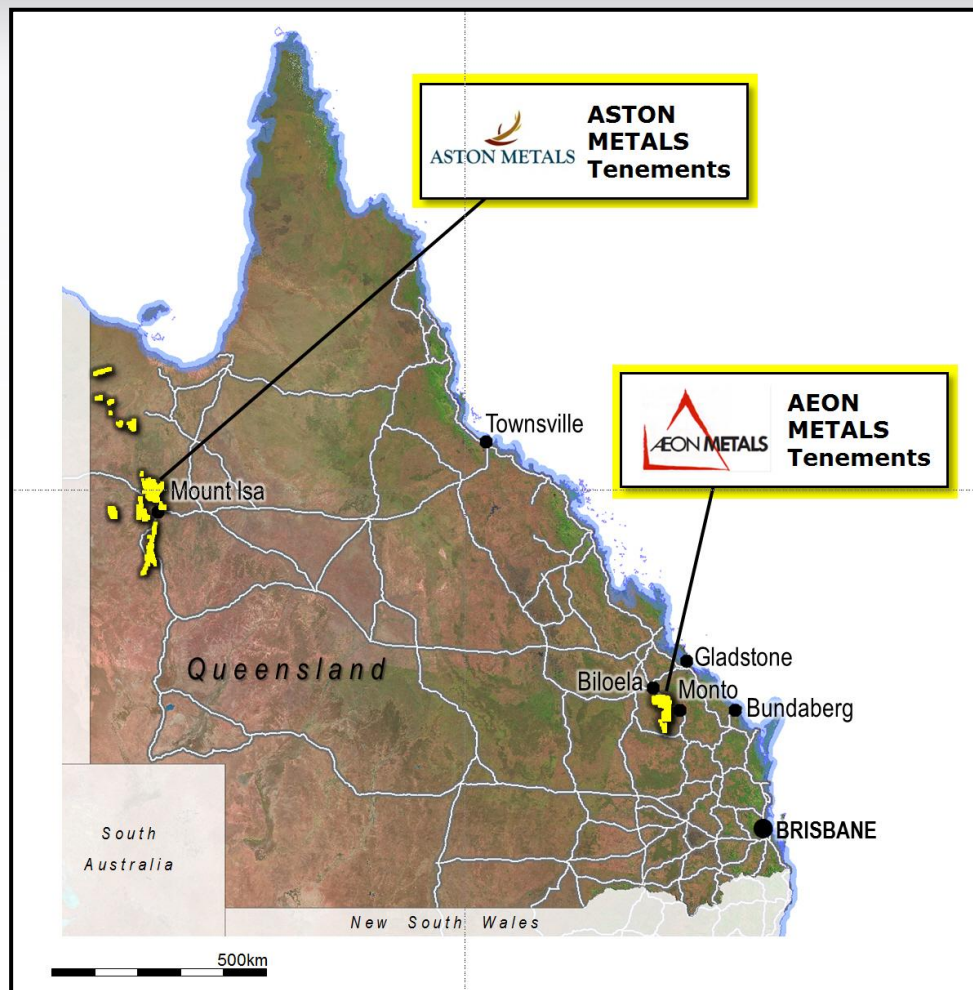 ASTON METALS
ASTON
METALS
Tenements
AEON METALS
AEON
METALS
Tenements
Townsville
Mount Isa
Queensland
Gladstone
Biloela
Monto
Bundaberg
BRISBANE
South
Australia
New South Wales
500km